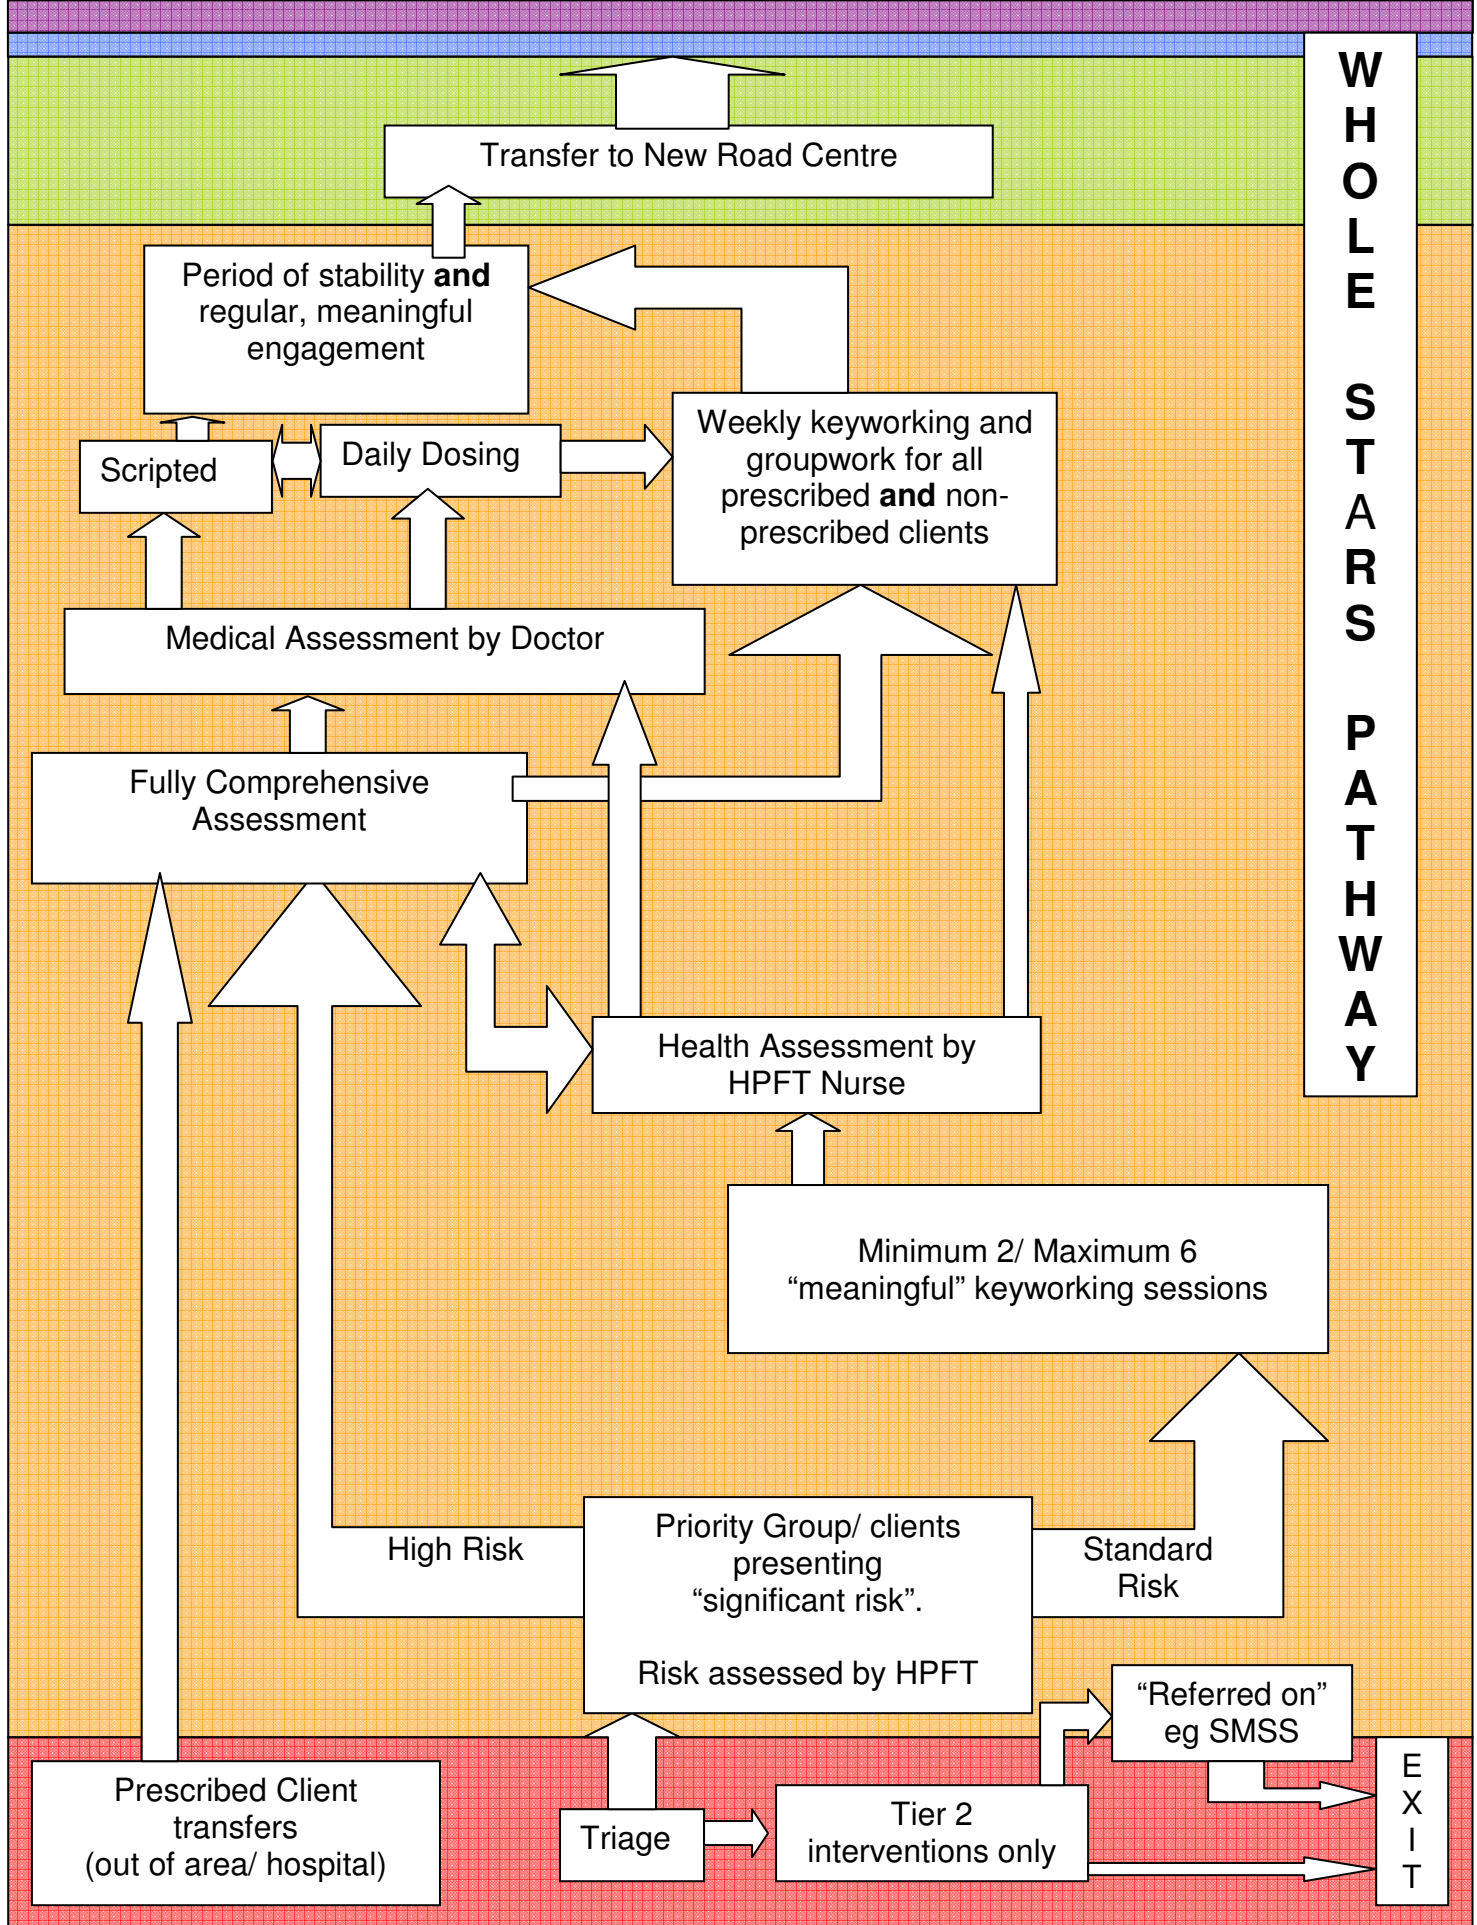 Transfer to New Road Centre
Period of stability and
regular, meaningful
engagement
Scripted
Daily Dosing
Weekly keyworking and
groupwork for all
prescribed and non-
prescribed clients
Medical Assessment by Doctor
Fully Comprehensive
Assessment
Health Assessment by
HPFT Nurse
Minimum 2/ Maximum 6
“meaningful” keyworking sessions
High Risk
Priority Group/ clients
presenting
“significant risk”.
Risk assessed by HPFT
Standard
Risk
“Referred on”
eg SMSS
Prescribed Client
transfers
(out of area/ hospital)
Triage
Tier 2
interventions only
E
X
I
T
W
H
O
L
E
S
T
A
R
S
P
A
T
H
W
A
Y